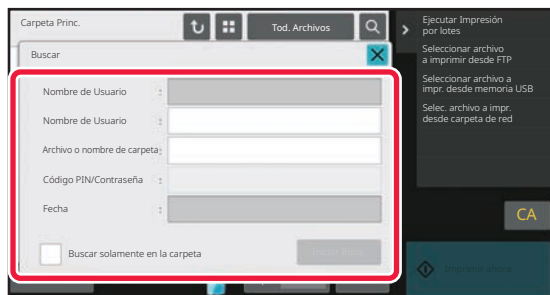 Carpeta Princ.
Tod. Archivos
Buscar
Nombre de Usuario :
Nombre de Usuario :
Archivo o nombre de carpeta:
Código PIN/Contraseña :
Fecha :
Buscar solamente en la carpeta
Ejecutar Impresión
por lotes
Seleccionar archivo
a imprimir desde FTP
Seleccionar archivo a
impr. desde memoria USB
Selec. archivo a impr.
desde carpeta de red
CA
Imprimir ahora